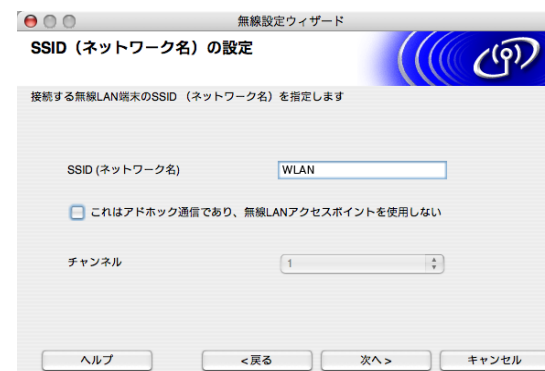 無線設定ウィザード
SSID（ネットワーク名）の設定
接続する無線LAN端末のSSID （ネットワーク名）を指定します
SSID (ネットワーク名) WLAN
これはアドホック通信であり、無線LANアクセスポイントを使用しない
チャンネル 1
ヘルプ <戻る 次へ > キャンセル